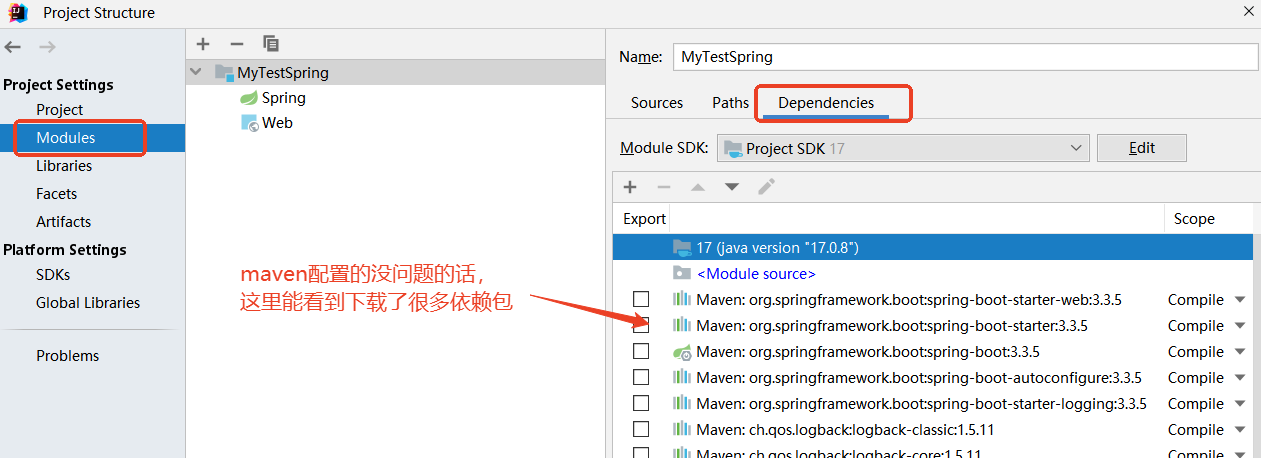 Project Structure
Project Settings
Project
Modules
Libraries
Facets
Artifacts
Platform Settings
SDKs
Global Libraries
Problems
MyTestSpring
Spring
Web
maven配置的没问题的话，
这里能看到下载了很多依赖包
Name: MyTestSpring
Sources Paths Dependencies
Module SDK: Project SDK 17 Edit
Export Scope
17 (java version "17.0.8")
<Module source>
Maven: org.springframework.boot:spring-boot-starter-web:3.3.5 Compile
Maven: org.springframework.boot:spring-boot-starter:3.3.5 Compile
Maven: org.springframework.boot:spring-boot:3.3.5 Compile
Maven: org.springframework.boot:spring-boot-autoconfigure:3.3.5 Compile
Maven: org.springframework.boot:spring-boot-starter-logging:3.3.5 Compile
Maven: ch.qos.logback:logback-classic:1.5.11 Compile
Maven: ch.qos.logback:logback-core:1.5.11 Compile